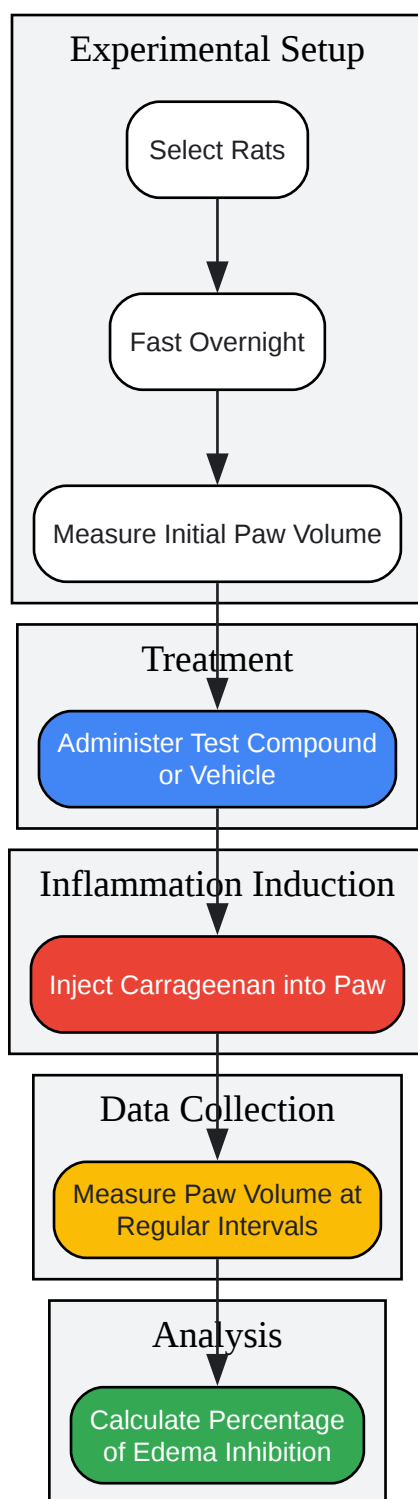 Experimental Setup
Select Rats
Fast Overnight
Measure Initial Paw Volume
Treatment
Administer Test Compound
or Vehicle
Inflammation Induction
Inject Carrageenan into Paw
Data Collection
Measure Paw Volume at
Regular Intervals
Analysis
Calculate Percentage
of Edema Inhibition